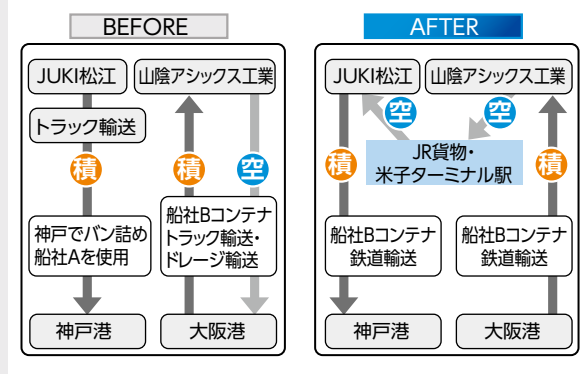 BEFORE
JUKI松江
山陰アシックス工業
トラック輸送
積
積
空
神戸でバン詰め
船社Aを使用
船社Bコンテナ
トラック輸送・
ドレージ輸送
神戸港
大阪港
AFTER
JUKI松江
山陰アシックス工業
空
空
JR貨物・
米子ターミナル駅
積
積
船社Bコンテナ
鉄道輸送
船社Bコンテナ
鉄道輸送
神戸港
大阪港